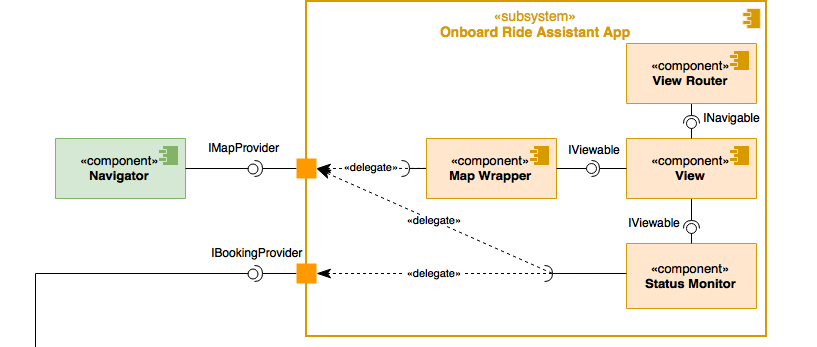 «subsystem»
Onboard Ride Assistant App
«component»
View Router
INavigable
IMapProvider
IViewable
«component»
Navigator
«delegate»
«component»
Map Wrapper
«component»
View
«delegate»
IViewable
IBookingProvider
«delegate»
«component»
Status Monitor